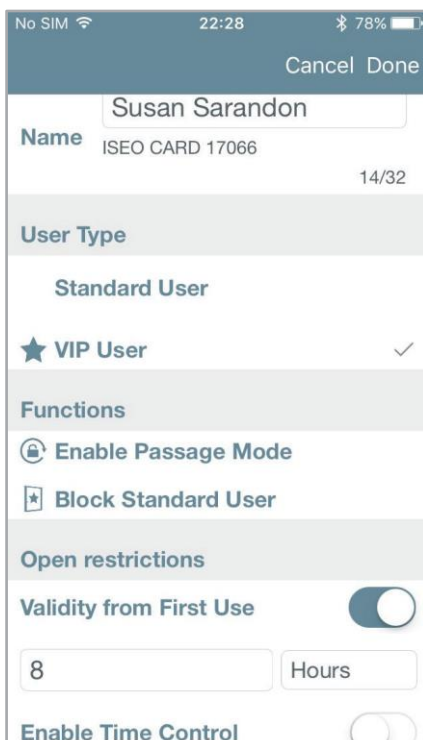 No SIM 22:28 78%
Cancel Done
Susan Sarandon
Name
ISEO CARD 17066
14/32
User Type
Standard User
VIP User
Functions
Enable Passage Mode
Block Standard User
Open restrictions
Validity from First Use
8 Hours
Enable Time Control